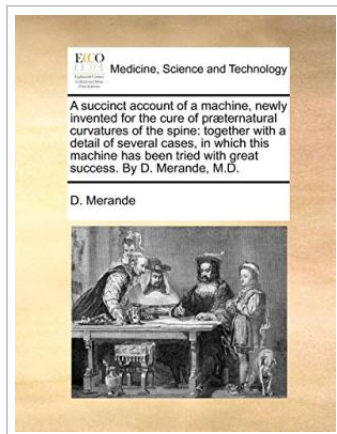 ECCO
Medicine, Science and Technology
A succinct account of a machine, newly
invented for the cure of præternatural
curvatures of the spine: together with a
detail of several cases, in which this
machine has been tried with great
success. By D. Merande, M.D.
D. Merande